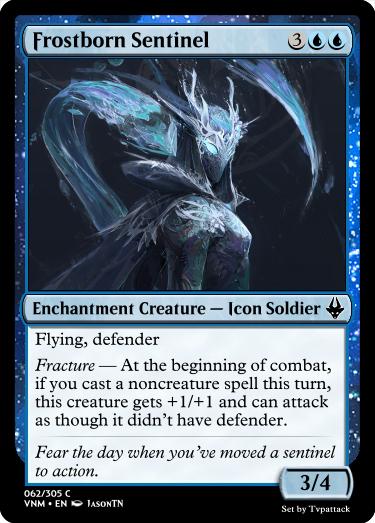 Frostborn Sentinel 3
Enchantment Creature — Icon Soldier
Flying, defender
Fracture — At the beginning of combat,
if you cast a noncreature spell this turn,
this creature gets +1/+1 and can attack
as though it didn't have defender.
Fear the day when you've moved a sentinel
to action.
3/4
062/305 C
VNM • EN JasonTN
Set by Tvpattack